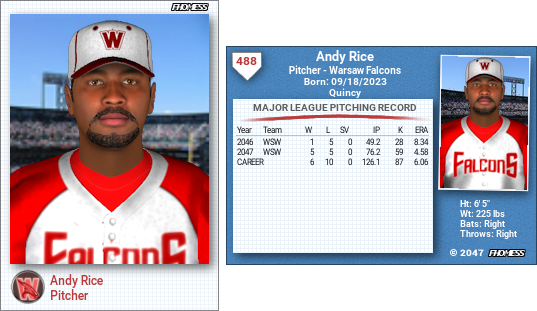 PHOMESS
W
FALCONS
W
Andy Rice
Pitcher
488
Andy Rice
Pitcher - Warsaw Falcons
Born: 09/18/2023
Quincy
MAJOR LEAGUE PITCHING RECORD
Year Team W L SV IP K ERA
2046 WSW 1 5 0 49.2 28 8.34
2047 WSW 5 5 0 76.2 59 4.58
CAREER 6 10 0 126.1 87 6.06
W
FALCONS
Ht: 6' 5"
Wt: 225 lbs
Bats: Right
Throws: Right
© 2047 PHOMESS